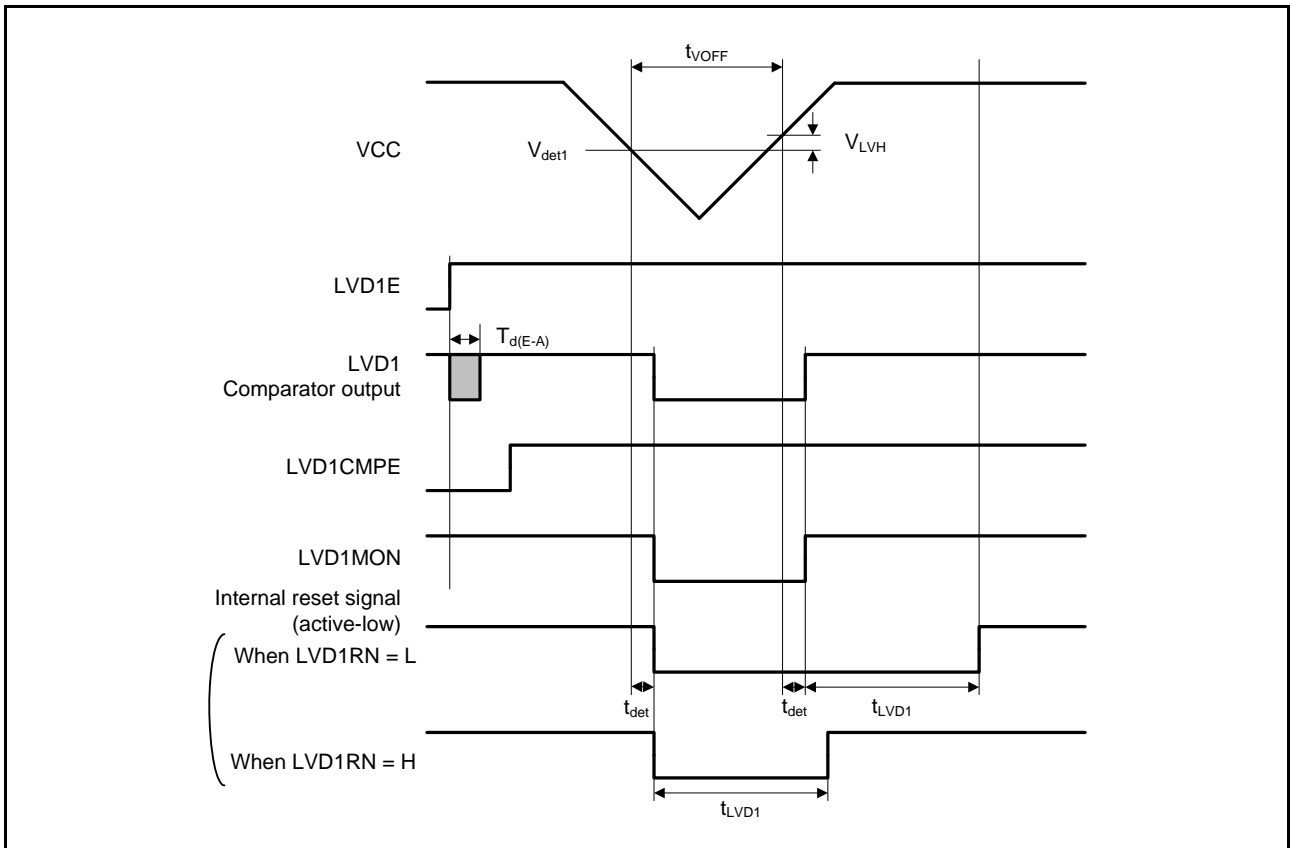 tVOFF
VCC
Vdet1
VLVH
LVD1E
Td(E-A)
LVD1
Comparator output
LVD1CMPE
LVD1MON
Internal reset signal
(active-low)
When LVD1RN = L
tdet
tdet
tLVD1
When LVD1RN = H
tLVD1